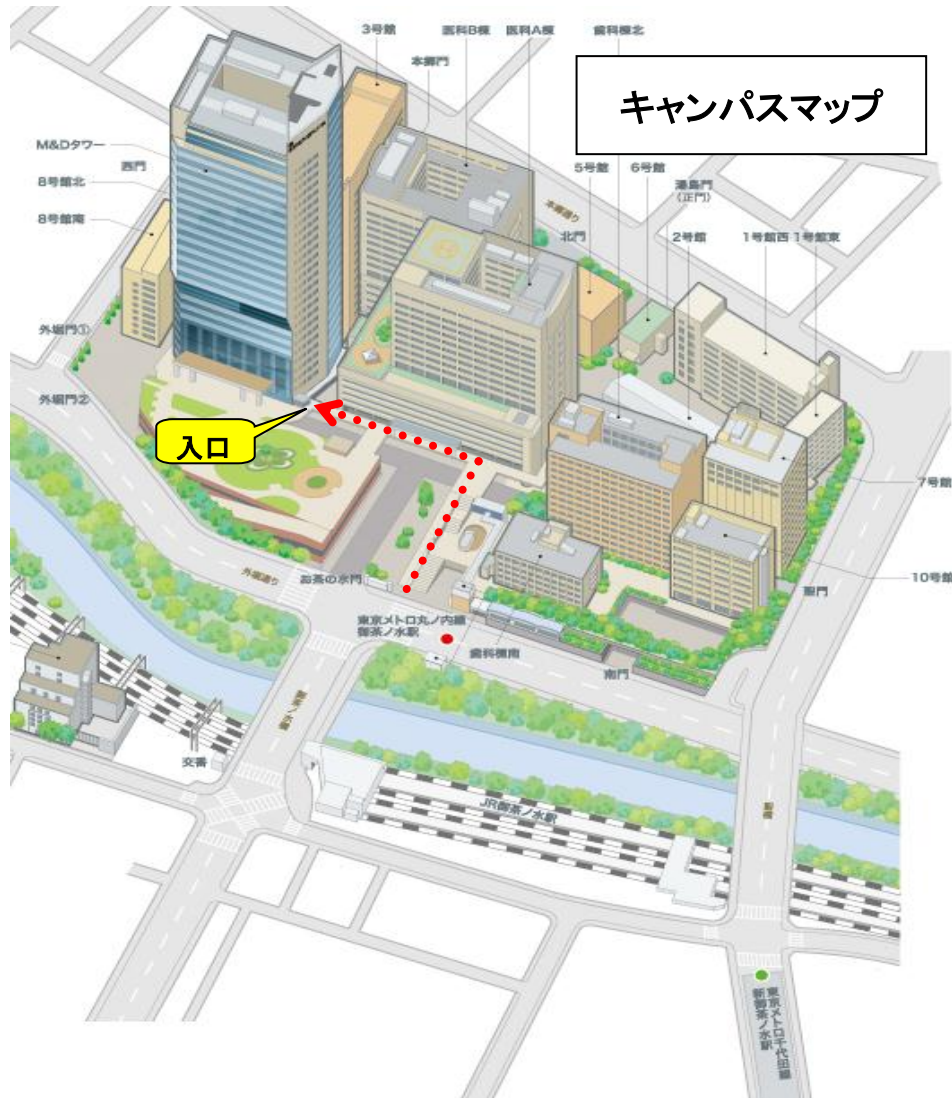 キャンパスマップ
3号館
医科B棟
医科A棟
歯科棟北
本郷門
M&Dタワー
西門
8号館北
8号館南
5号館
6号館
湯島門
(正門)
本郷通り
北門
2号館
1号館西
1号館東
外堀門①
外堀門②
入口
7号館
10号館
外堀通り
お茶の水門
聖門
東京メトロ丸ノ内線
御茶ノ水駅
歯科棟南
南門
御茶ノ水橋
交番
JR御茶ノ水駅
聖橋
東京メトロ千代田線
新御茶ノ水駅